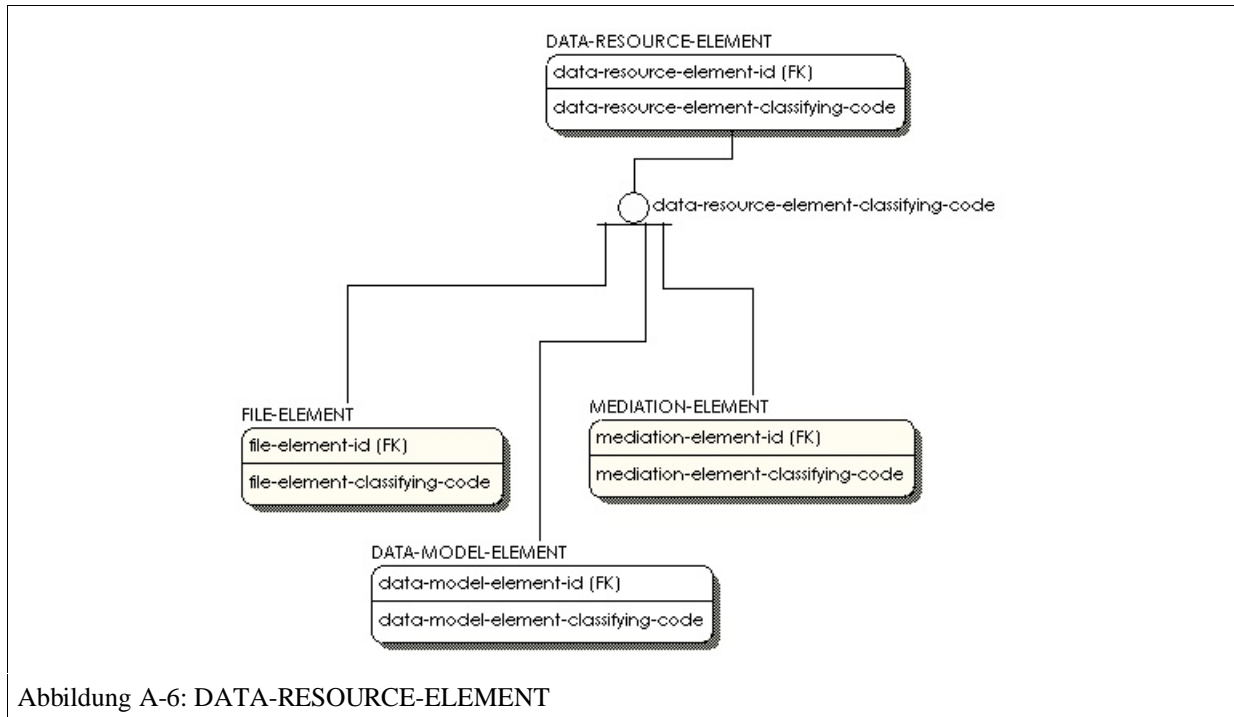 DATA-RESOURCE-ELEMENT
data-resource-element-id (FK)
data-resource-element-classifying-code
data-resource-element-classifying-code
FILE-ELEMENT
file-element-id (FK)
file-element-classifying-code
MEDIATION-ELEMENT
mediation-element-id (FK)
mediation-element-classifying-code
DATA-MODEL-ELEMENT
data-model-element-id (FK)
data-model-element-classifying-code
Abbildung A-6: DATA-RESOURCE-ELEMENT